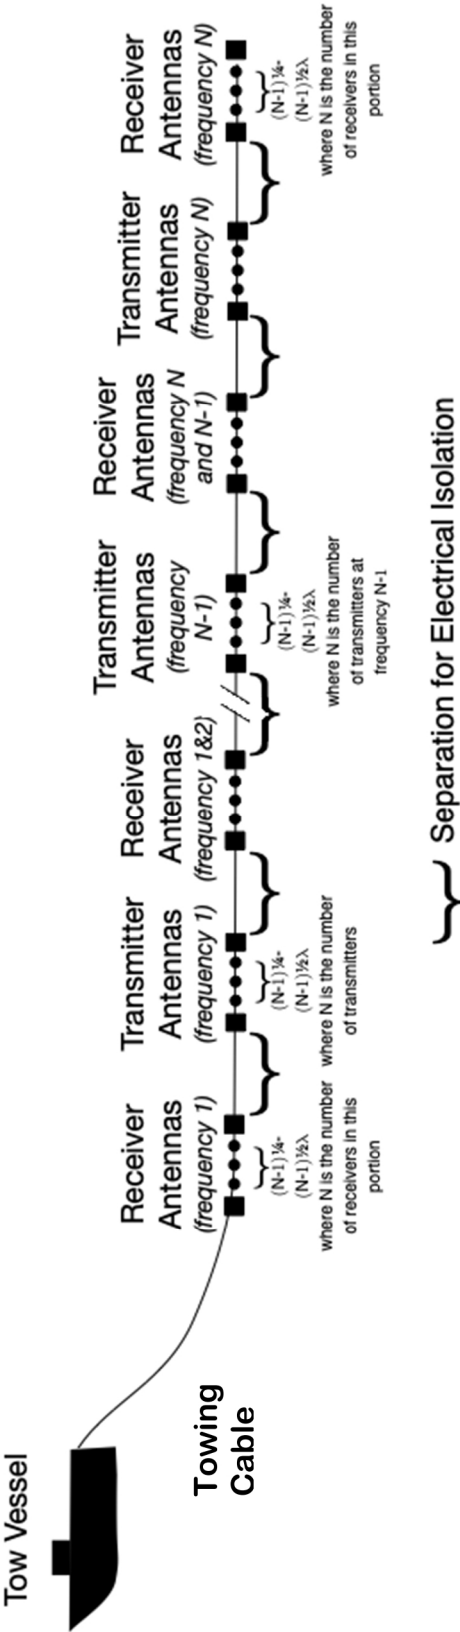 Tow Vessel
Towing
Cable
Receiver
Antennas
(frequency 1)
(N-1)¼-
(N-1)½λ
where N is the number
of receivers in this
portion
Transmitter
Antennas
(frequency 1)
(N-1)¼-
(N-1)½λ
where N is the number
of transmitters
Receiver
Antennas
(frequency 1&2)
Transmitter
Antennas
(frequency
N-1)
(N-1)¼-
(N-1)½λ
where N is the number
of transmitters at
frequency N-1
Receiver
Antennas
(frequency N
and N-1)
Transmitter
Antennas
(frequency N)
Receiver
Antennas
(frequency N)
(N-1)¼-
(N-1)½λ
where N is the number
of receivers in this
portion
Separation for Electrical Isolation